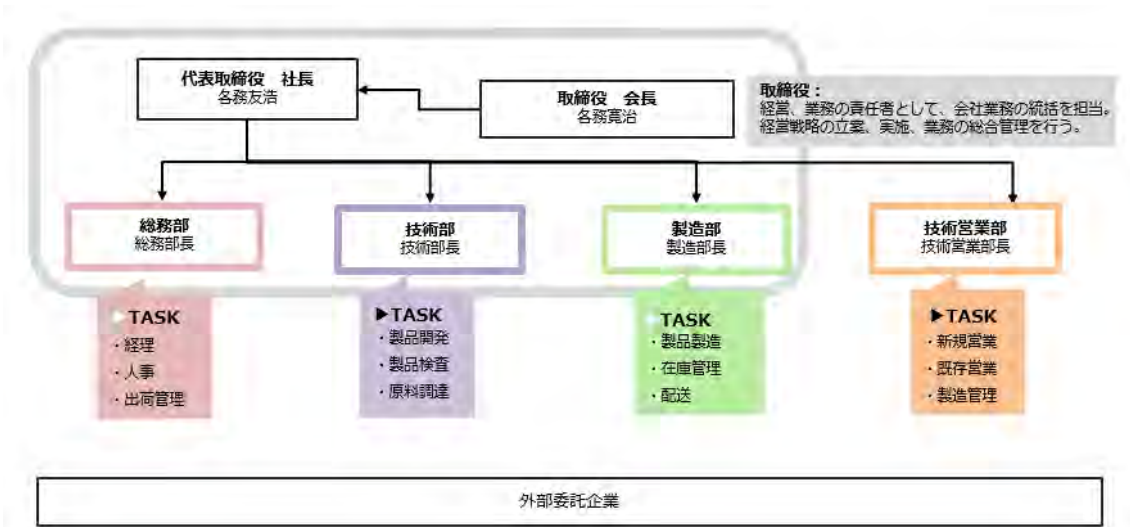 代表取締役　社長
各務友浩
取締役　会長
各務寛治
取締役：
経営、業務の責任者として、会社業務の統括を担当。
経営戦略の立案、実施、業務の総合管理を行う。
総務部
総務部長
技術部
技術部長
製造部
製造部長
技術営業部
技術営業部長
▶TASK
・経理
・人事
・出荷管理
▶TASK
・製品開発
・製品検査
・原料調達
▶TASK
・製品製造
・在庫管理
・配送
▶TASK
・新規営業
・既存営業
・製造管理
外部委託企業